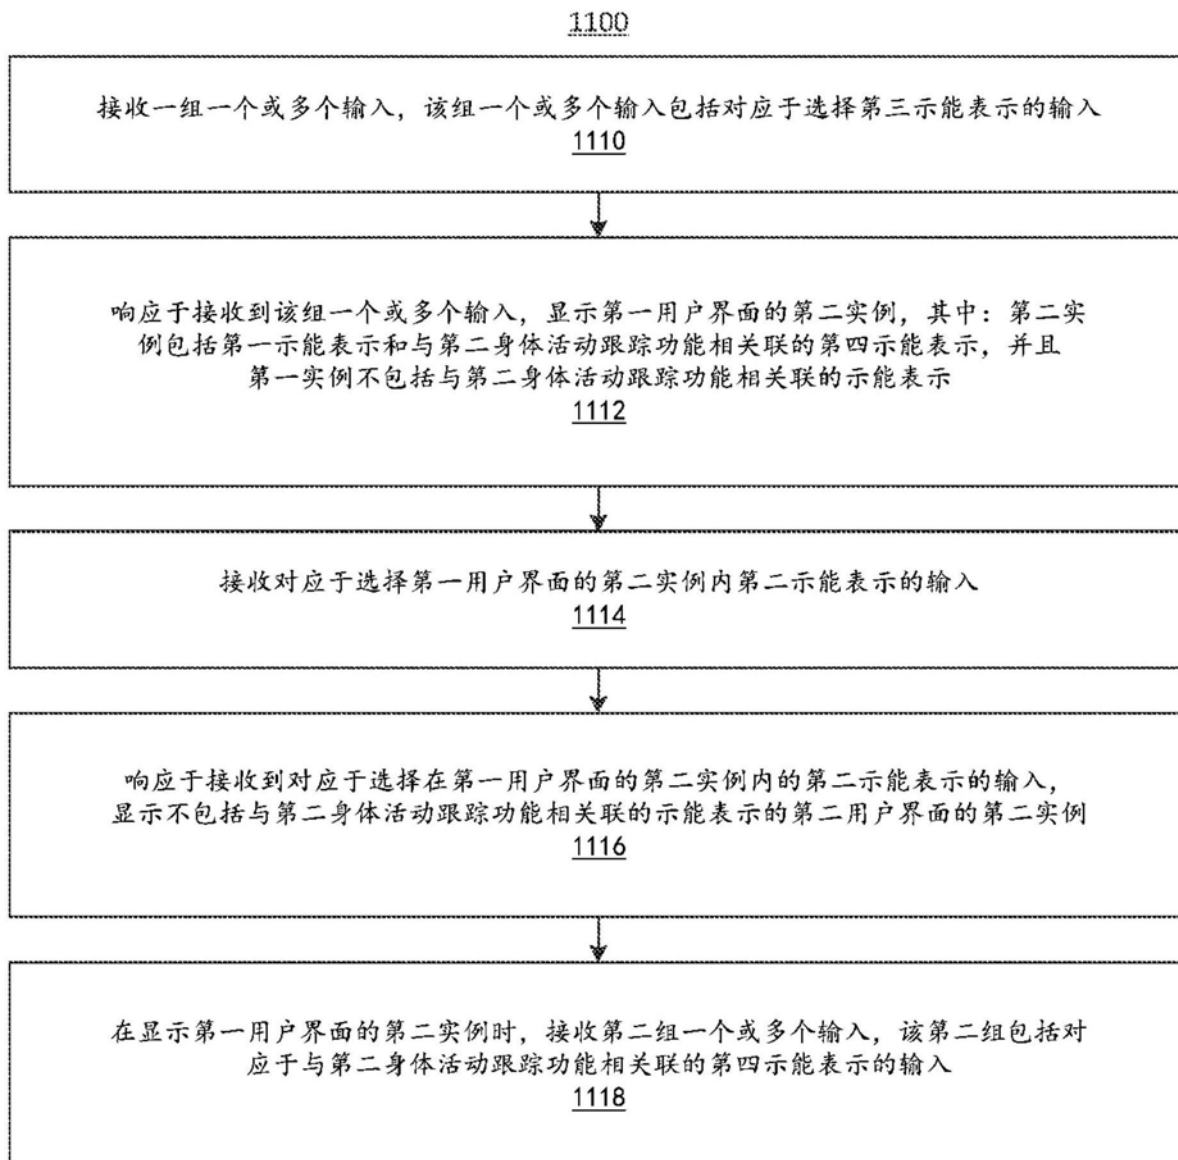 1100
接收一组一个或多个输入，该组一个或多个输入包括对应于选择第三示能表示的输入
1110
响应于接收到该组一个或多个输入，显示第一用户界面的第二实例，其中：第二实
例包括第一示能表示和与第二身体活动跟踪功能相关联的第四示能表示，并且
第一实例不包括与第二身体活动跟踪功能相关联的示能表示
1112
接收对应于选择第一用户界面的第二实例内第二示能表示的输入
1114
响应于接收到对应于选择在第一用户界面的第二实例内的第二示能表示的输入，
显示不包括与第二身体活动跟踪功能相关联的示能表示的第二用户界面的第二实例
1116
在显示第一用户界面的第二实例时，接收第二组一个或多个输入，该第二组包括对
应于与第二身体活动跟踪功能相关联的第四示能表示的输入
1118